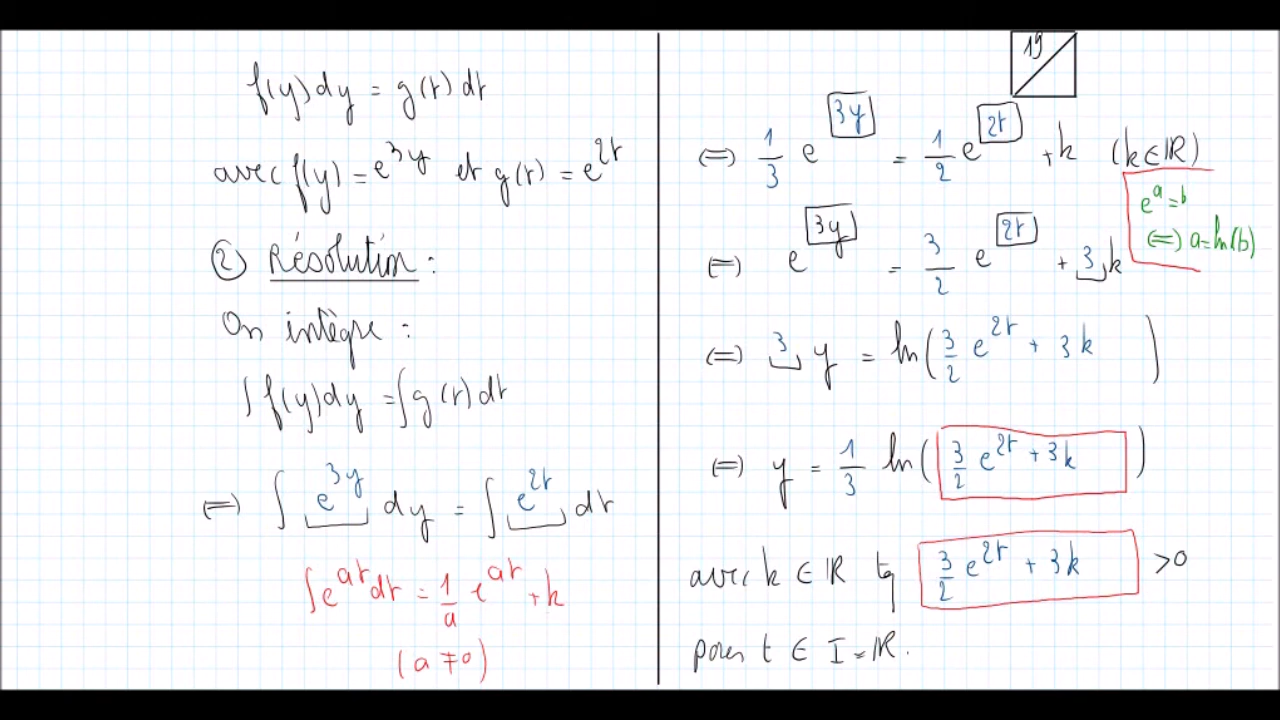 f(y)dy = g(t)dt
avec f(y) = e^3y et g(t) = e^2t
② Résolution :
On intègre :
∫ f(y)dy = ∫ g(t)dt
⇔ ∫ e^3y dy = ∫ e^2t dt
∫ e^at dt = 1/a e^at + k
(a ≠ 0)
19
⇔ 1/3 e^3y = 1/2 e^2t + k (k ∈ ℝ)
e^a = b
⇔ a = ln(b)
⇔ e^3y = 3/2 e^2t + 3k
⇔ 3y = ln(3/2 e^2t + 3k)
⇔ y = 1/3 ln(3/2 e^2t + 3k)
avec k ∈ ℝ tq 3/2 e^2t + 3k > 0
pour t ∈ I = ℝ.